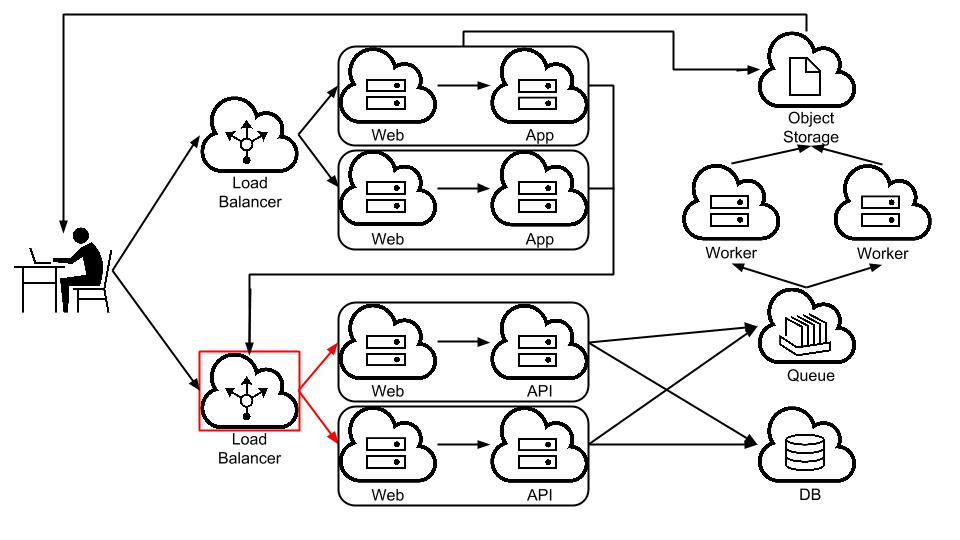 Web
App
Object
Storage
Load
Balancer
Web
App
Worker
Worker
Web
API
Queue
Load
Balancer
Web
API
DB